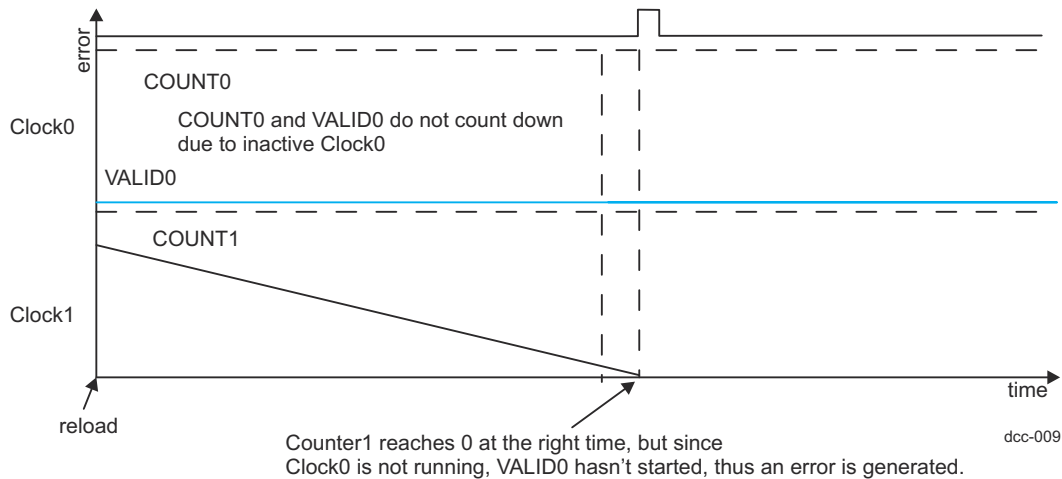 error
COUNT0
Clock0
COUNT0 and VALID0 do not count down
due to inactive Clock0
VALID0
COUNT1
Clock1
time
reload
Counter1 reaches 0 at the right time, but since
Clock0 is not running, VALID0 hasn't started, thus an error is generated.
dcc-009